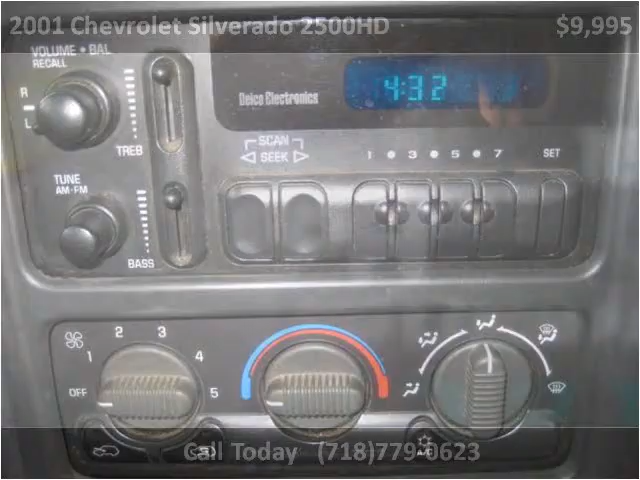 2001 Chevrolet Silverado 2500HD $9,995
VOLUME • BAL
RECALL
R
L
TREB
TUNE
AM•FM
BASS
Delco Electronics
4:32
SCAN
SEEK
1 • 3 • 5 • 7 SET
OFF 1 2 3 4 5
A/C
Call Today (718)779-0623